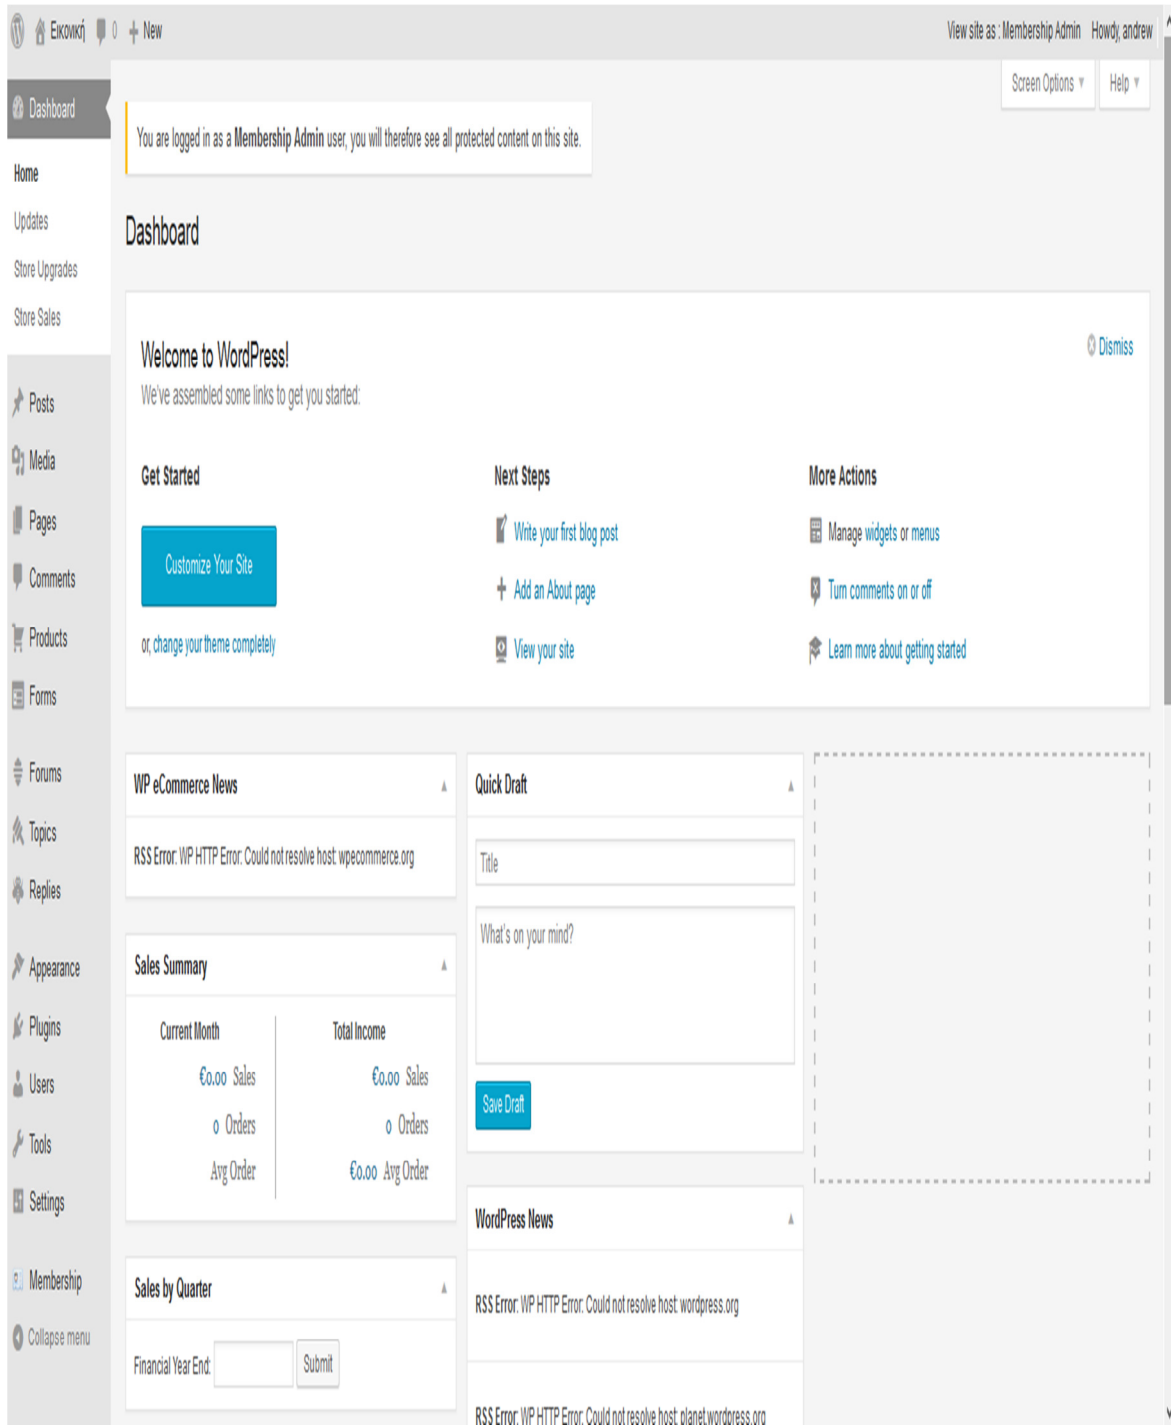 Εικονική 0 + New View site as : Membership Admin Howdy, andrew
Screen Options Help
Dashboard
Home
Updates
Store Upgrades
Store Sales
Posts
Media
Pages
Comments
Products
Forms
Forums
Topics
Replies
Appearance
Plugins
Users
Tools
Settings
Membership
Collapse menu
You are logged in as a Membership Admin user, you will therefore see all protected content on this site.
Dashboard
Welcome to WordPress!
Dismiss
We've assembled some links to get you started:
Get Started
Customize Your Site
or, change your theme completely
Next Steps
Write your first blog post
Add an About page
View your site
More Actions
Manage widgets or menus
Turn comments on or off
Learn more about getting started
WP eCommerce News
RSS Error: WP HTTP Error: Could not resolve host: wpecommerce.org
Sales Summary
Current Month
€0.00 Sales
0 Orders
Avg Order
Total Income
€0.00 Sales
0 Orders
€0.00 Avg Order
Sales by Quarter
Financial Year End: Submit
Quick Draft
Title
What's on your mind?
Save Draft
WordPress News
RSS Error: WP HTTP Error: Could not resolve host: wordpress.org
RSS Error: WP HTTP Error: Could not resolve host: planet.wordpress.org